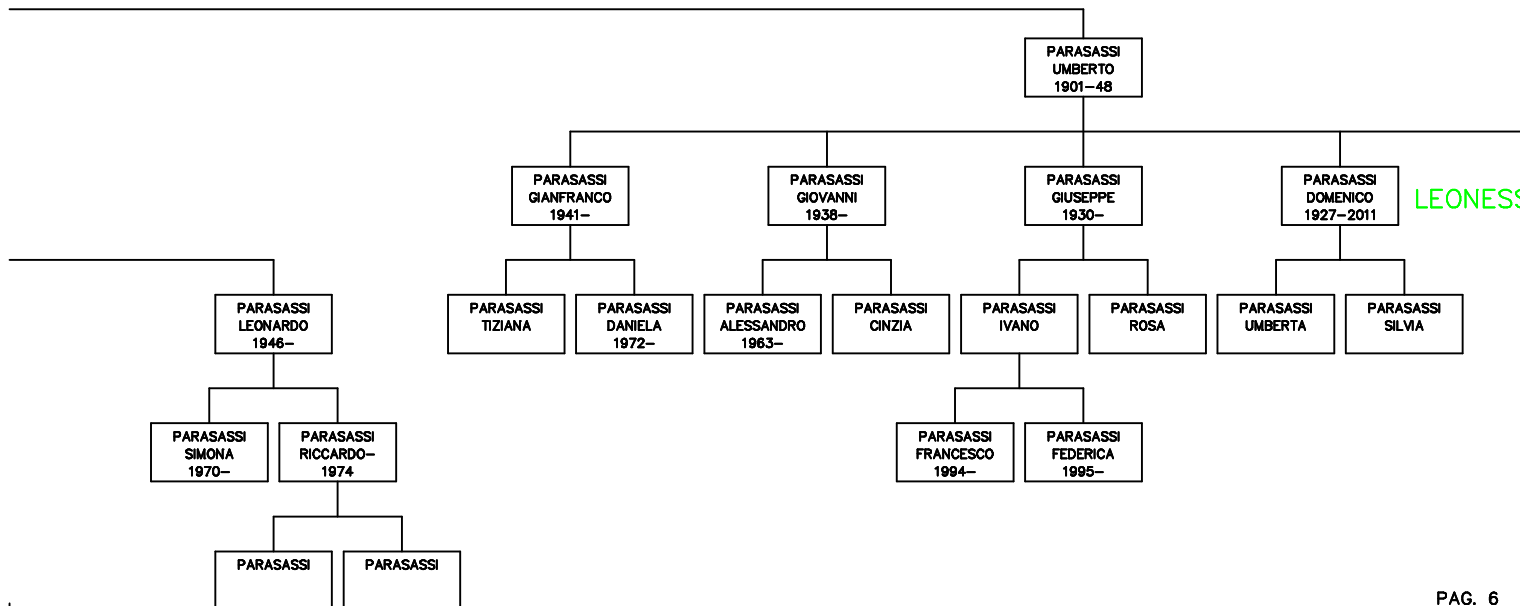 PARASASSI
UMBERTO
1901-48
PARASASSI
GIANFRANCO
1941-
PARASASSI
GIOVANNI
1938-
PARASASSI
GIUSEPPE
1930-
PARASASSI
DOMENICO
1927-2011
LEONESS
PARASASSI
LEONARDO
1946-
PARASASSI
TIZIANA
PARASASSI
DANIELA
1972-
PARASASSI
ALESSANDRO
1963-
PARASASSI
CINZIA
PARASASSI
IVANO
PARASASSI
ROSA
PARASASSI
UMBERTA
PARASASSI
SILVIA
PARASASSI
SIMONA
1970-
PARASASSI
RICCARDO-
1974
PARASASSI
FRANCESCO
1994-
PARASASSI
FEDERICA
1995-
PARASASSI
PARASASSI
PAG. 6